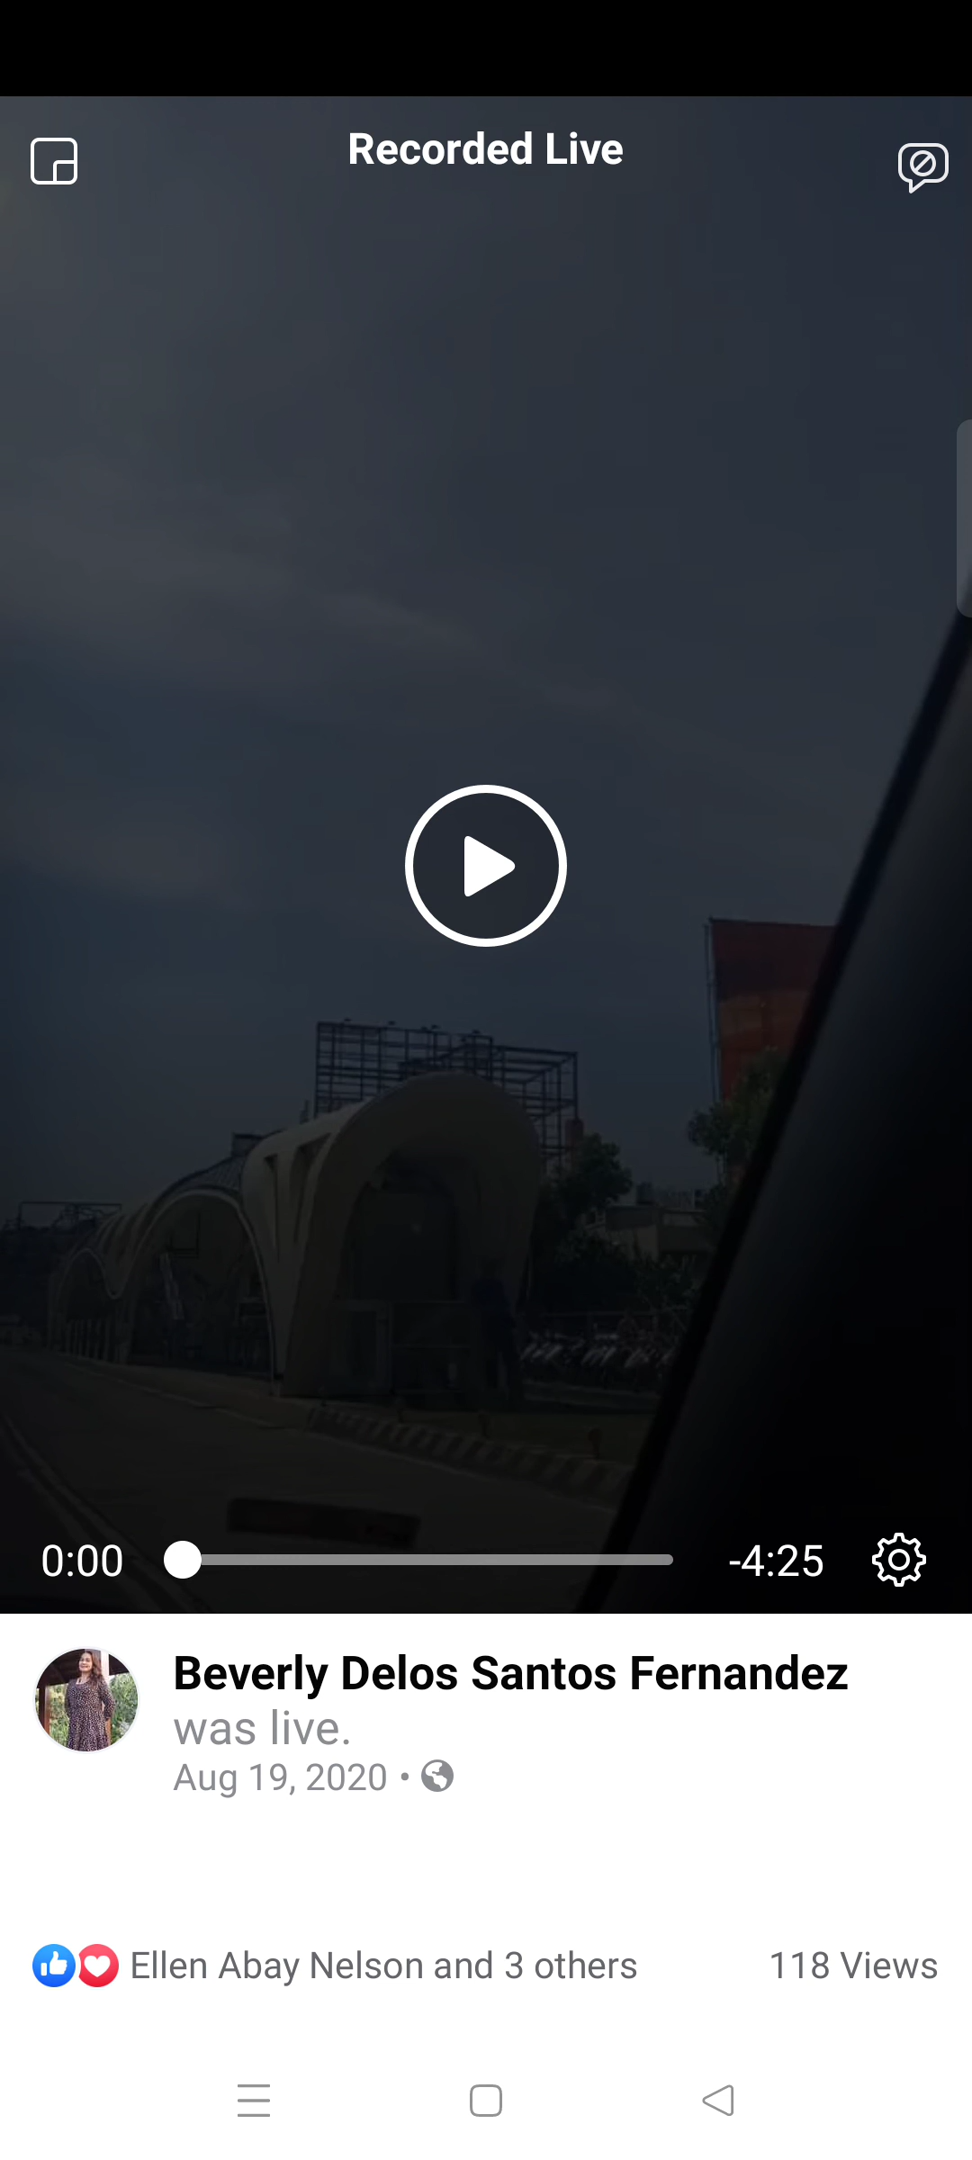 Recorded Live
0:00
-4:25
Beverly Delos Santos Fernandez
was live.
Aug 19, 2020 •
Ellen Abay Nelson and 3 others
118 Views